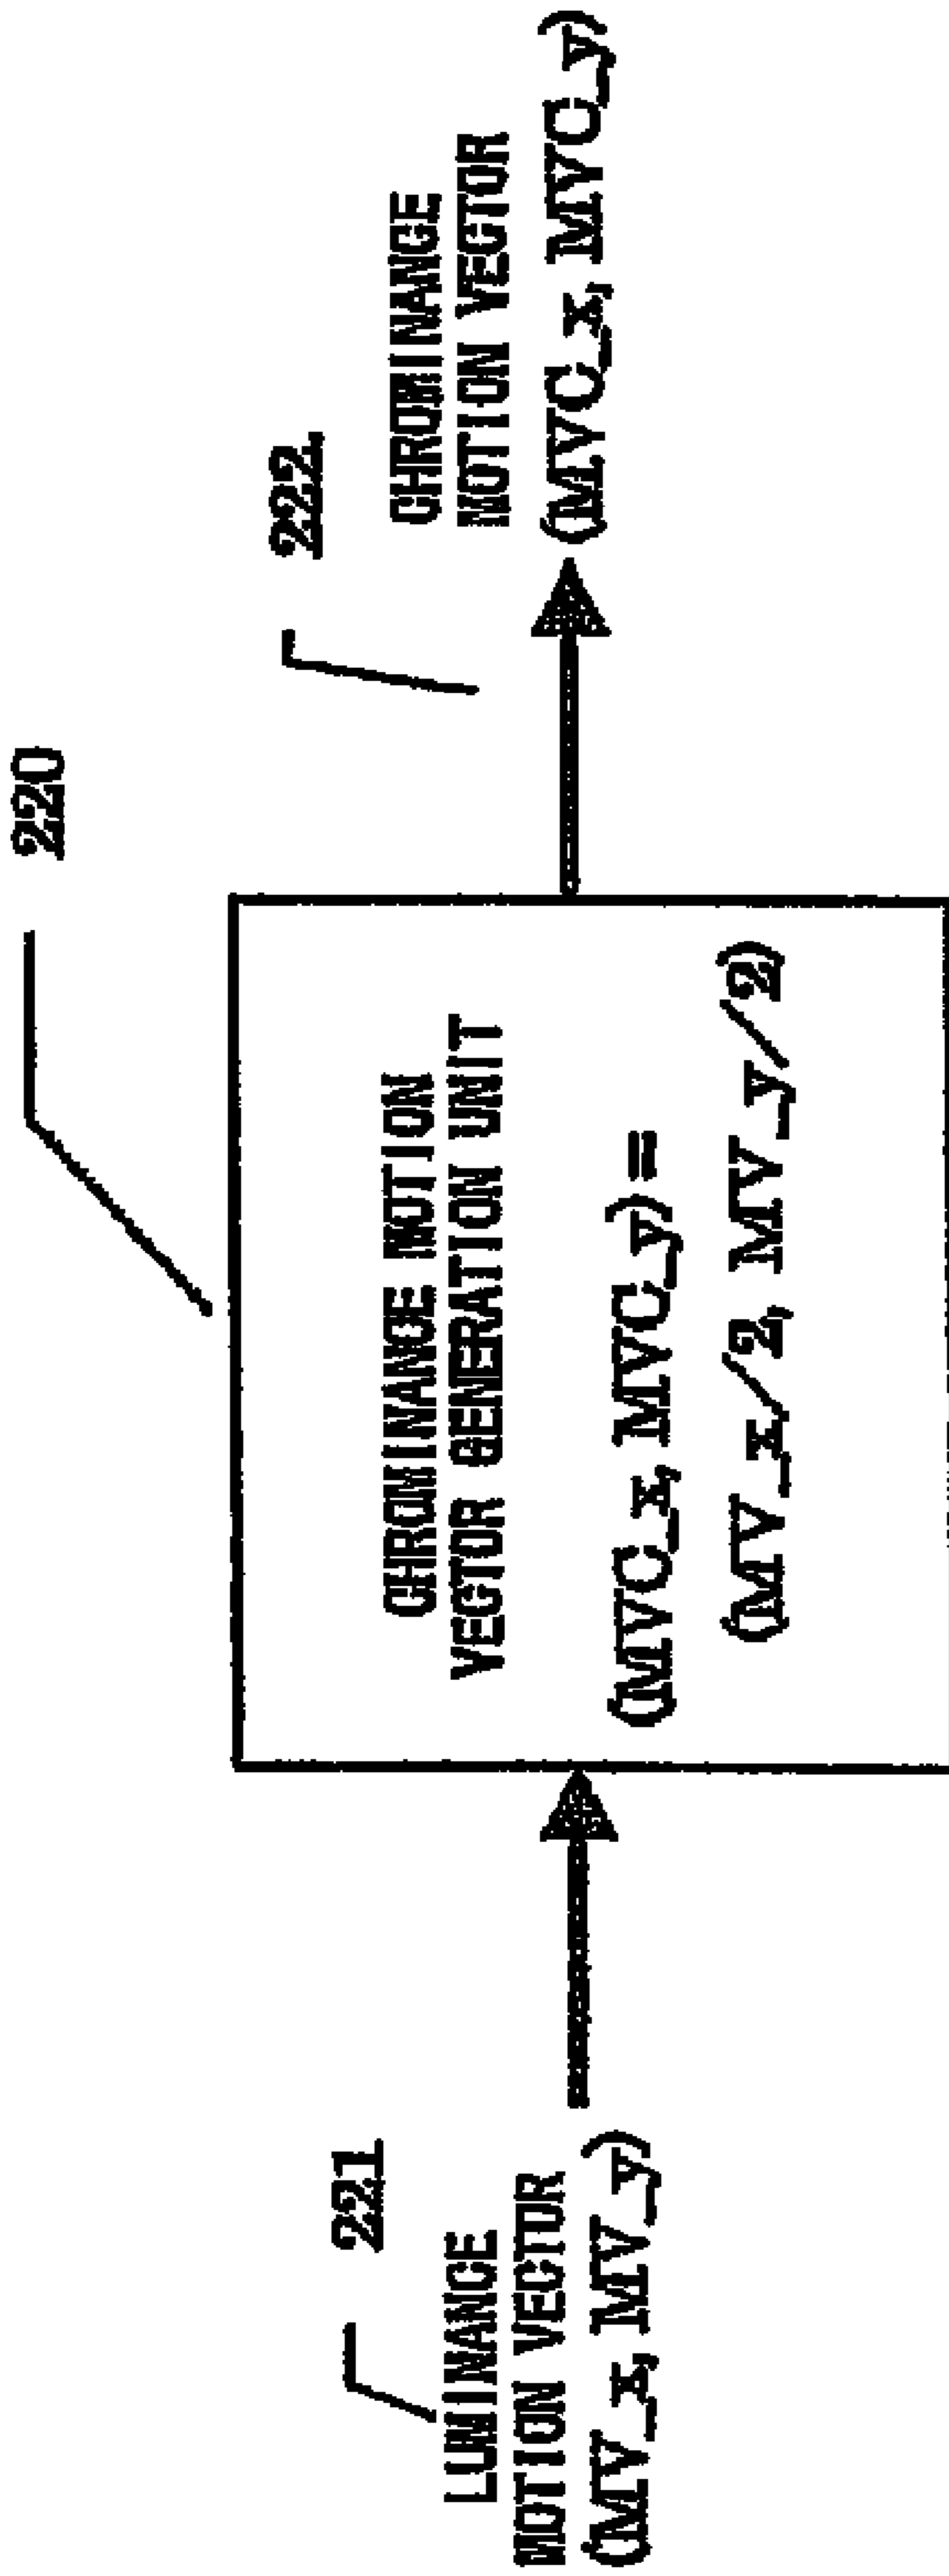 220
221
LUMINANCE
MOTION VECTOR
(MV_x, MV_y)
CHROMINANCE MOTION
VECTOR GENERATION UNIT
(MVC_x, MVC_y)=
(MV_x/2, MV_y/2)
222
CHROMINANCE
MOTION VECTOR
(MVC_x, MVC_y)